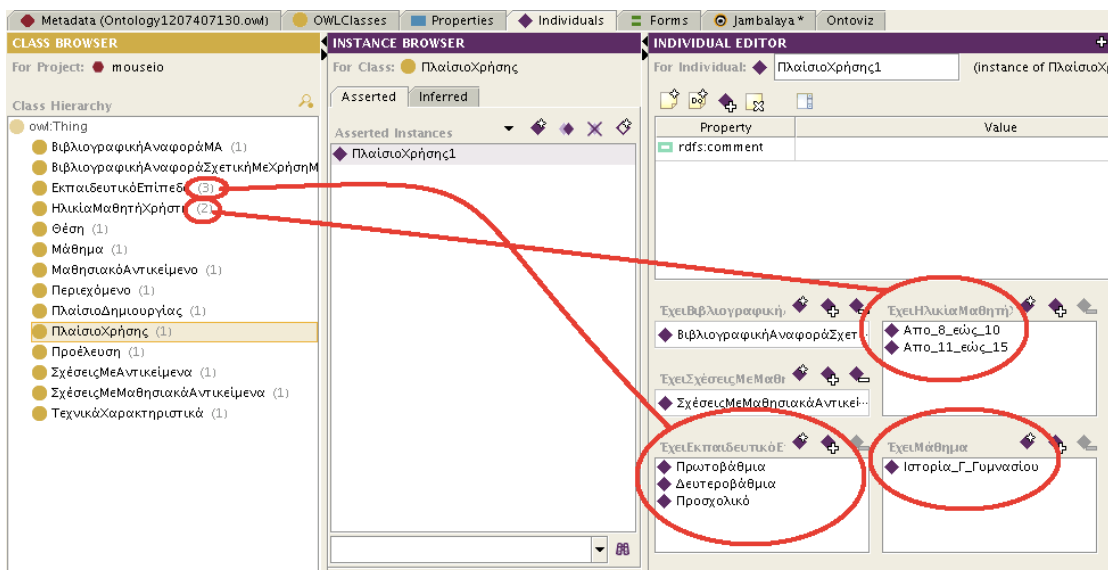 Metadata (Ontology1207407130.owl) OWLClasses Properties Individuals Forms Jambalaya * Ontoviz
CLASS BROWSER
For Project: mouseio
Class Hierarchy
owl:Thing
ΒιβλιογραφικήΑναφοράΜΑ (1)
ΒιβλιογραφικήΑναφοράΣχετικήΜεΧρήσηΜ
ΕκπαιδευτικόΕπίπεδ (3)
ΗλικίαΜαθητήΧρήστ (2)
Θέση (1)
Μάθημα (1)
ΜαθησιακόΑντικείμενο (1)
Περιεχόμενο (1)
ΠλαίσιοΔημιουργίας (1)
ΠλαίσιοΧρήσης (1)
Προέλευση (1)
ΣχέσειςΜεΑντικείμενα (1)
ΣχέσειςΜεΜαθησιακάΑντικείμενα (1)
ΤεχνικάΧαρακτηριστικά (1)
INSTANCE BROWSER
For Class: ΠλαίσιοΧρήσης
Asserted Inferred
Asserted Instances
ΠλαίσιοΧρήσης1
INDIVIDUAL EDITOR
For Individual: ΠλαίσιοΧρήσης1 (instance of ΠλαίσιοΧ
Property Value
rdfs:comment
ΈχειΒιβλιογραφική
ΒιβλιογραφικήΑναφοράΣχετ...
ΈχειΗλικίαΜαθητή
Απο_8_εώς_10
Απο_11_εώς_15
ΈχειΣχέσειςΜεΜαθ
ΣχέσειςΜεΜαθησιακάΑντικεί...
ΈχειΕκπαιδευτικόΕ
Πρωτοβάθμια
Δευτεροβάθμια
Προσχολικό
ΈχειΜάθημα
Ιστορία_Γ_Γυμνασίου